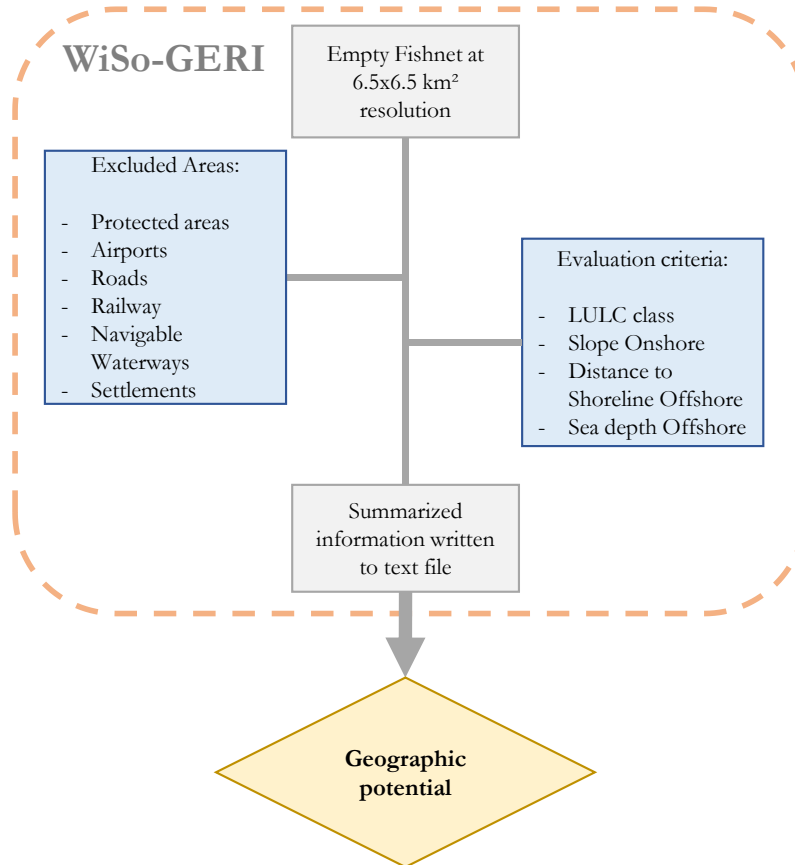 WiSo-GERI
Empty Fishnet at
6.5x6.5 km²
resolution
Excluded Areas:
- Protected areas
- Airports
- Roads
- Railway
- Navigable
Waterways
- Settlements
Evaluation criteria:
- LULC class
- Slope Onshore
- Distance to
Shoreline Offshore
- Sea depth Offshore
Summarized
information written
to text file
Geographic
potential